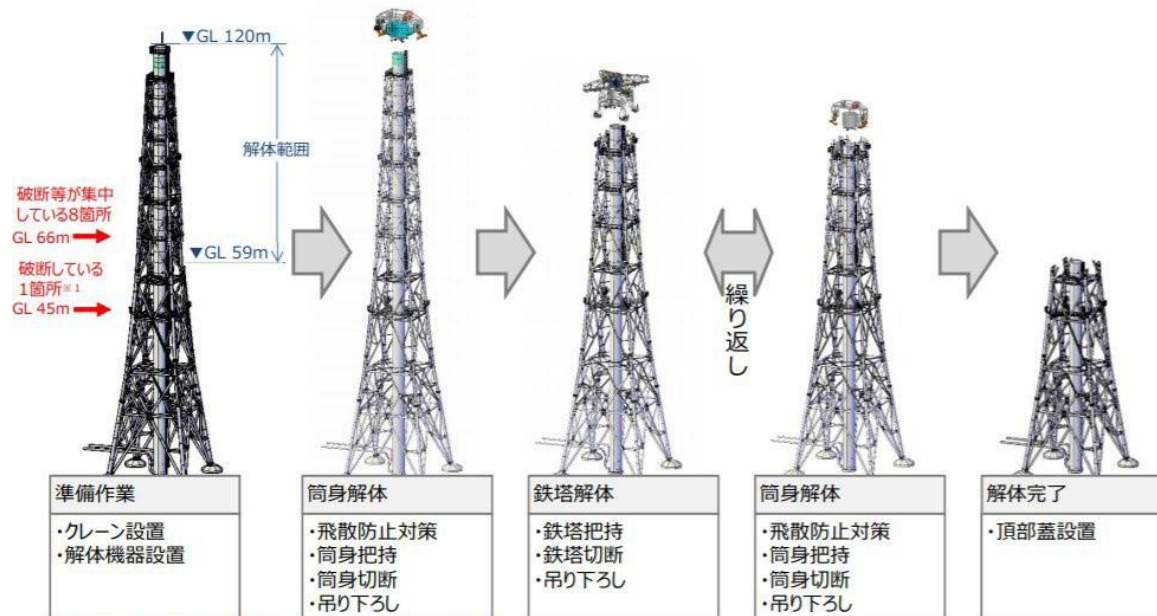 ▼GL 120m
解体範囲
破断等が集中
している8箇所
GL 66m
▼GL 59m
破断している
1箇所※1
GL 45m
繰り返し
準備作業
・クレーン設置
・解体機器設置
筒身解体
・飛散防止対策
・筒身把持
・筒身切断
・吊り下ろし
鉄塔解体
・鉄塔把持
・鉄塔切断
・吊り下ろし
筒身解体
・飛散防止対策
・筒身把持
・筒身切断
・吊り下ろし
解体完了
・頂部蓋設置